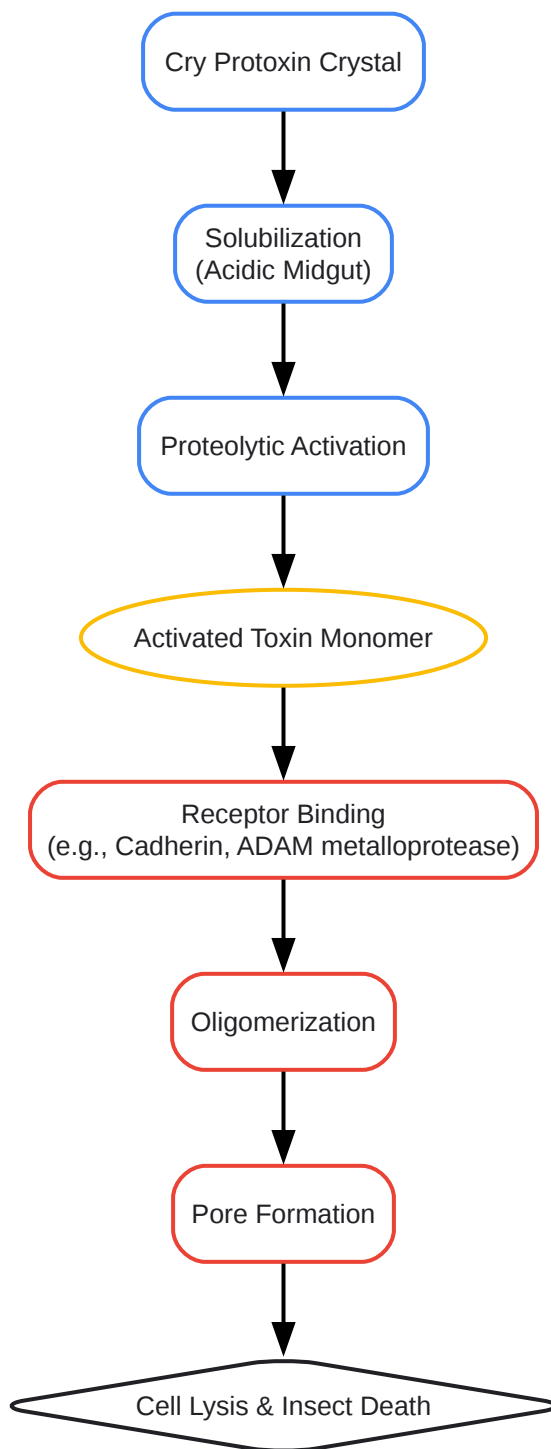 Cry Protoxin Crystal
Solubilization
(Acidic Midgut)
Proteolytic Activation
Activated Toxin Monomer
Receptor Binding
(e.g., Cadherin, ADAM metalloprotease)
Oligomerization
Pore Formation
Cell Lysis & Insect Death